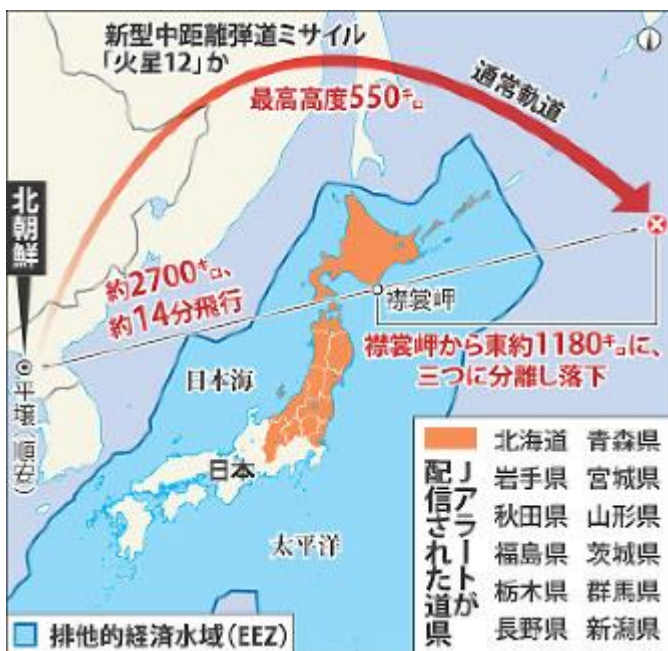 新型中距離弾道ミサイル
「火星12」か
最高高度550㌔
通常軌道
北朝鮮
約2700㌔、
約14分飛行
襟裳岬
襟裳岬から東約1180㌔に、
三つに分離し落下
平壌(順安)
日本海
日本
太平洋
Jアラートが
配信された道県
北海道 青森県
岩手県 宮城県
秋田県 山形県
福島県 茨城県
栃木県 群馬県
長野県 新潟県
排他的経済水域(EEZ)